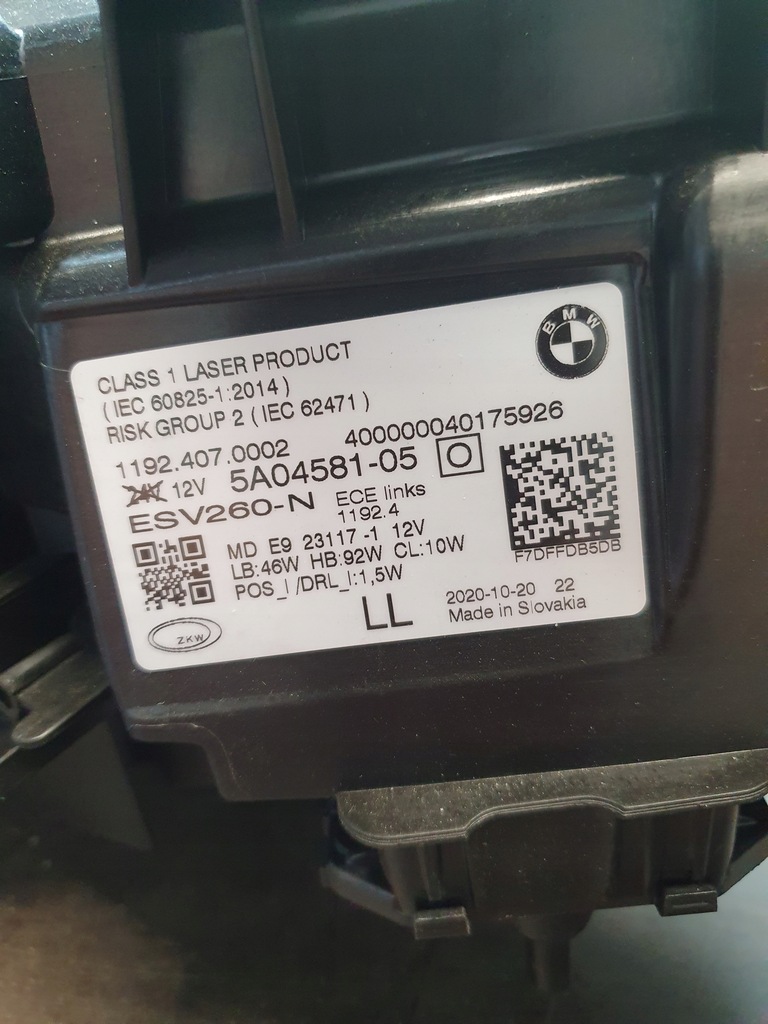 BMW
CLASS 1 LASER PRODUCT
(IEC 60825-1:2014)
RISK GROUP 2 (IEC 62471)
1192.407.0002 400000040175926
24V 12V 5A04581-05 O
ESV260-N ECE links
1192.4
MD E9 23117 -1 12V
LB:46W HB:92W CL:10W
POS_I /DRL_I:1,5W
F7DFFDB5DB
ZKW
LL
2020-10-20 22
Made in Slovakia